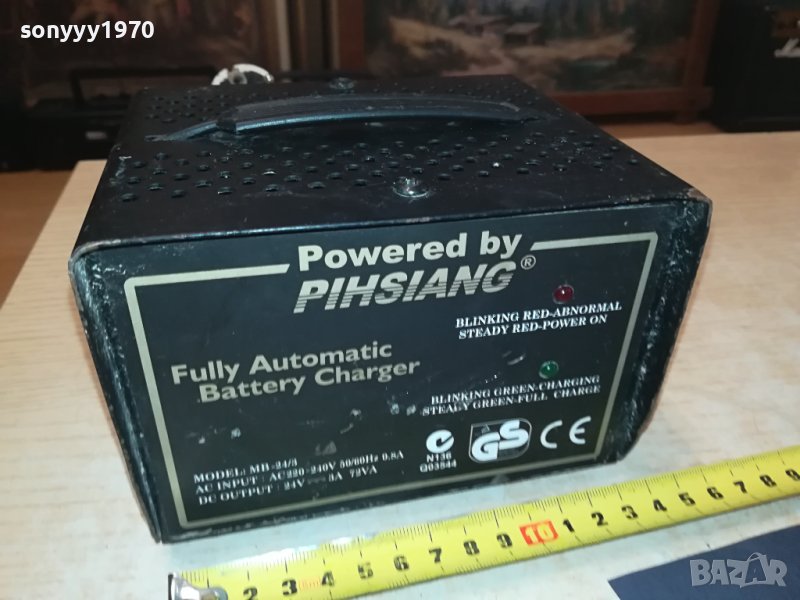 sonyyy1970
Powered by
PIHSIANG®
BLINKING RED-ABNORMAL
STEADY RED-POWER ON
Fully Automatic
Battery Charger
BLINKING GREEN-CHARGING
STEADY GREEN-FULL CHARGE
MODEL: MB-24/3
AC INPUT: AC220-240V 50/60Hz 0.8A
DC OUTPUT: 24V 3A 72VA
N136
Q03544
GS
CE
2 3 4 5 6 7 8 9 10 1 2 3 4 5 6 7 8 9
BAZAR